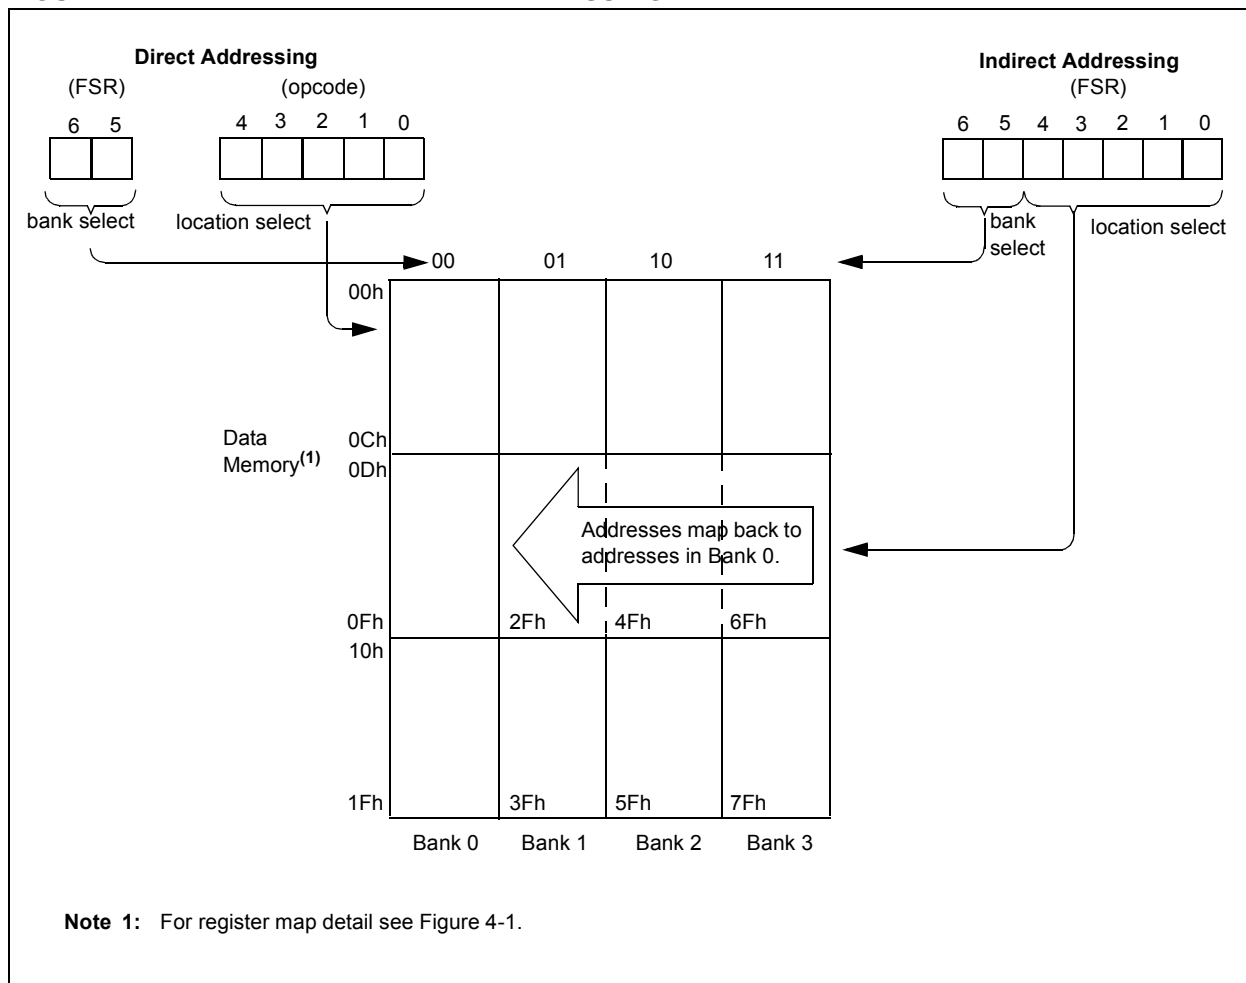 Direct Addressing
(FSR)
(opcode)
6 5
4 3 2 1 0
bank select
location select
Indirect Addressing
(FSR)
6 5 4 3 2 1 0
bank
select
location select
00 01 10 11
00h
0Ch
Data
Memory(1)
0Dh
Addresses map back to
addresses in Bank 0.
0Fh 2Fh 4Fh 6Fh
10h
1Fh 3Fh 5Fh 7Fh
Bank 0 Bank 1 Bank 2 Bank 3
Note 1: For register map detail see Figure 4-1.